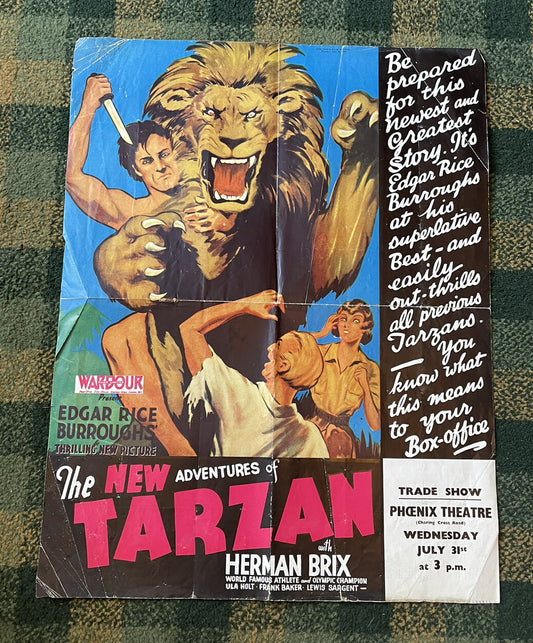 Be
prepared
for this
newest and
Greatest
Story. It's
Edgar Rice
Burroughs
at his
superlative
Best - and
easily
out-thrills
all previous
Tarzans.
— you
know what
this means
to your
Box-office
WARDOUR
Present
EDGAR RICE
BURROUGHS
THRILLING NEW PICTURE
The NEW ADVENTURES of
TARZAN
with
HERMAN BRIX
WORLD FAMOUS ATHLETE and OLYMPIC CHAMPION
ULA HOLT - FRANK BAKER - LEWIS SARGENT -
TRADE SHOW
PHŒNIX THEATRE
(Charing Cross Road)
WEDNESDAY
JULY 31st
at 3 p.m.